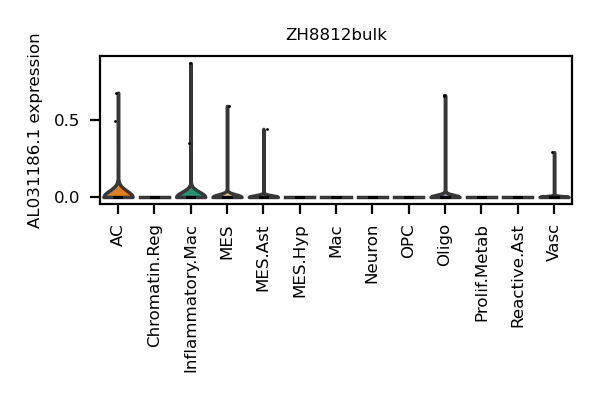 ZH8812bulk
AL031186.1 expression
0.5
0.0
AC
Chromatin.Reg
Inflammatory.Mac
MES
MES.Ast
MES.Hyp
Mac
Neuron
OPC
Oligo
Prolif.Metab
Reactive.Ast
Vasc